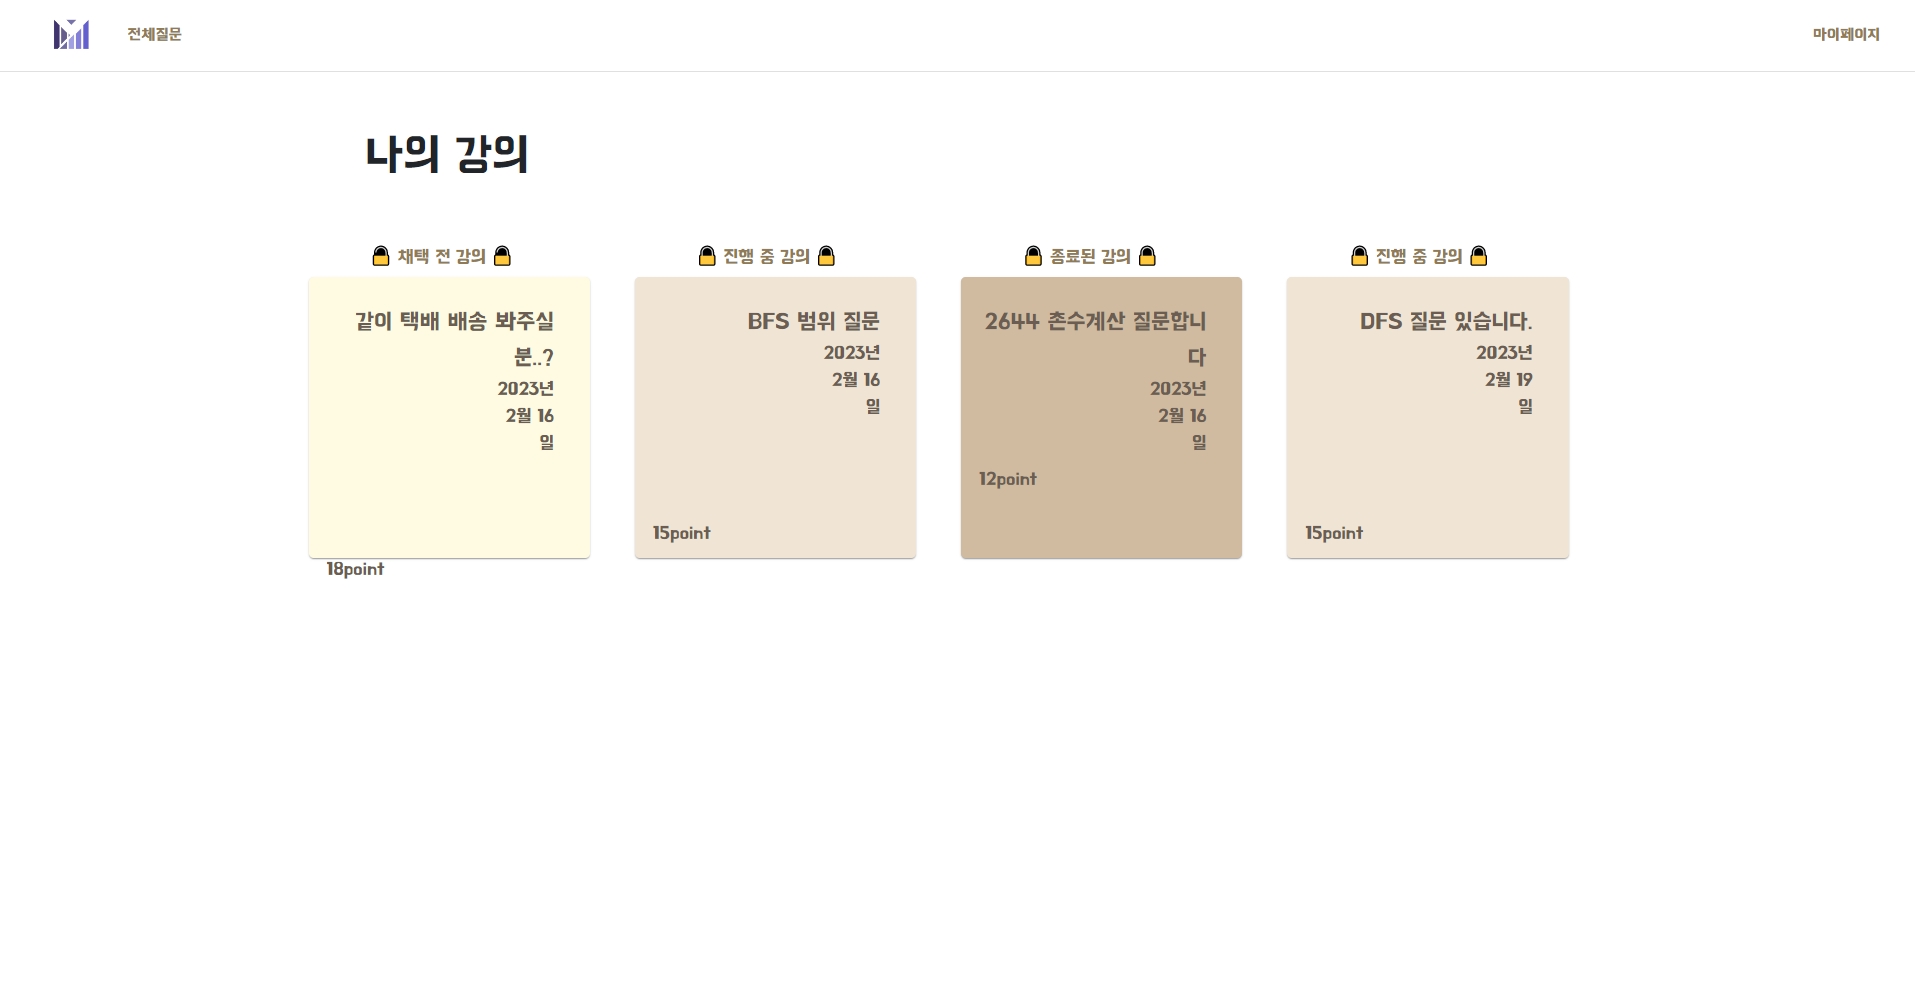 전체질문
마이페이지
나의 강의
채택 전 강의
같이 택배 배송 봐주실
분..?
2023년
2월 16
일
18point
진행 중 강의
BFS 범위 질문
2023년
2월 16
일
15point
종료된 강의
2644 촌수계산 질문합니
다
2023년
2월 16
일
12point
진행 중 강의
DFS 질문 있습니다.
2023년
2월 19
일
15point